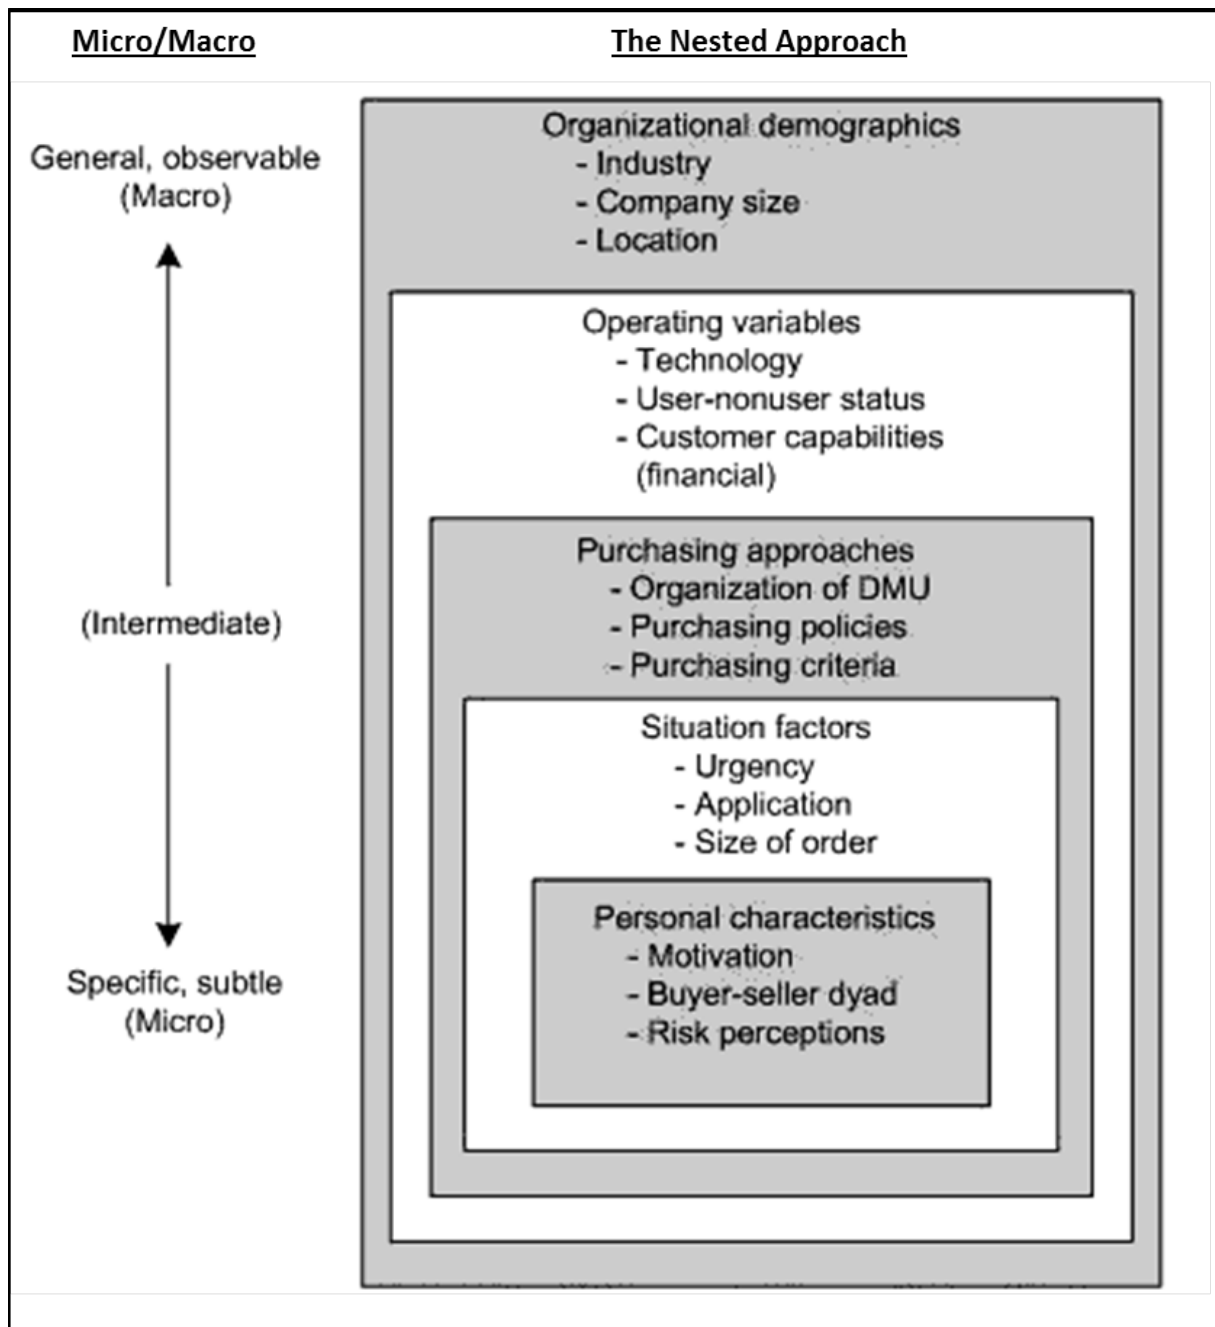 Micro/Macro
The Nested Approach
General, observable
(Macro)
(Intermediate)
Specific, subtle
(Micro)
Organizational demographics
- Industry
- Company size
- Location
Operating variables
- Technology
- User-nonuser status
- Customer capabilities
(financial)
Purchasing approaches
- Organization of DMU
- Purchasing policies
- Purchasing criteria
Situation factors
- Urgency
- Application
- Size of order
Personal characteristics
- Motivation
- Buyer-seller dyad
- Risk perceptions